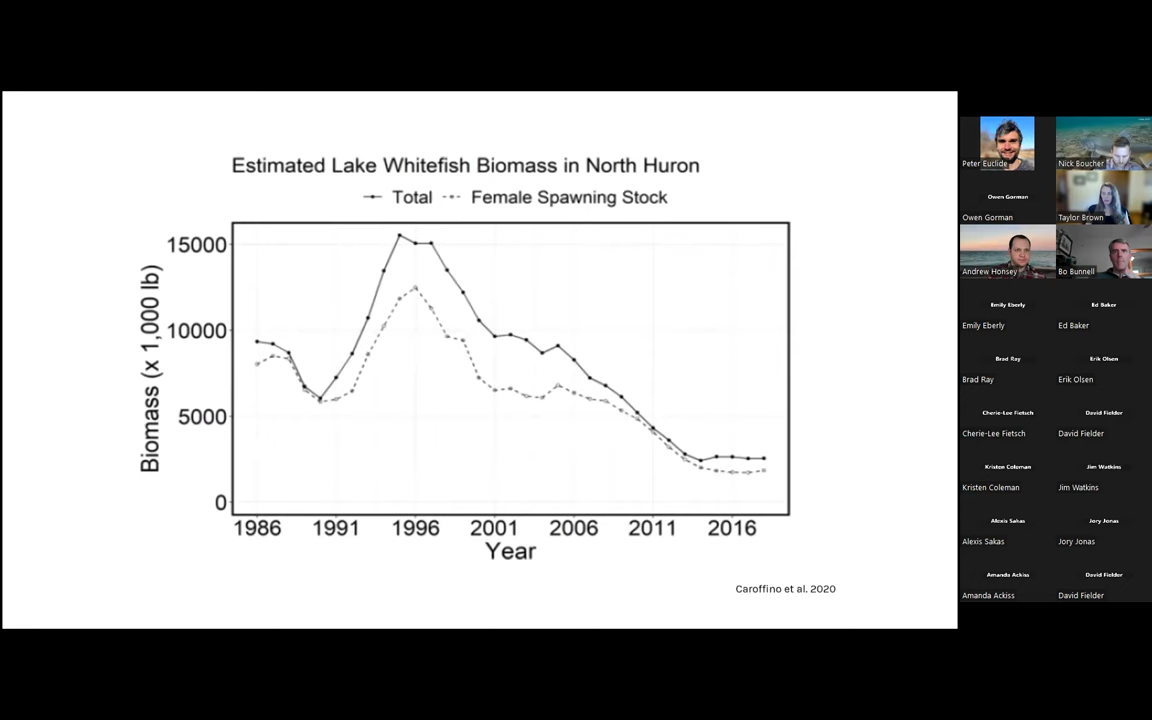 Estimated Lake Whitefish Biomass in North Huron
Total Female Spawning Stock
15000
10000
5000
0
Biomass (x 1,000 lb)
1986 1991 1996 2001 2006 2011 2016
Year
Caroffino et al. 2020
Peter Euclide Nick Boucher
Owen Gorman
Owen Gorman Taylor Brown
Andrew Honsey Bo Bunnell
Emily Eberly Ed Baker
Emily Eberly Ed Baker
Brad Ray Erik Olsen
Brad Ray Erik Olsen
Cherie-Lee Fietsch David Fielder
Cherie-Lee Fietsch David Fielder
Kristen Coleman Jim Watkins
Kristen Coleman Jim Watkins
Alexis Sakas Jory Jonas
Alexis Sakas Jory Jonas
Amanda Ackiss David Fielder
Amanda Ackiss David Fielder